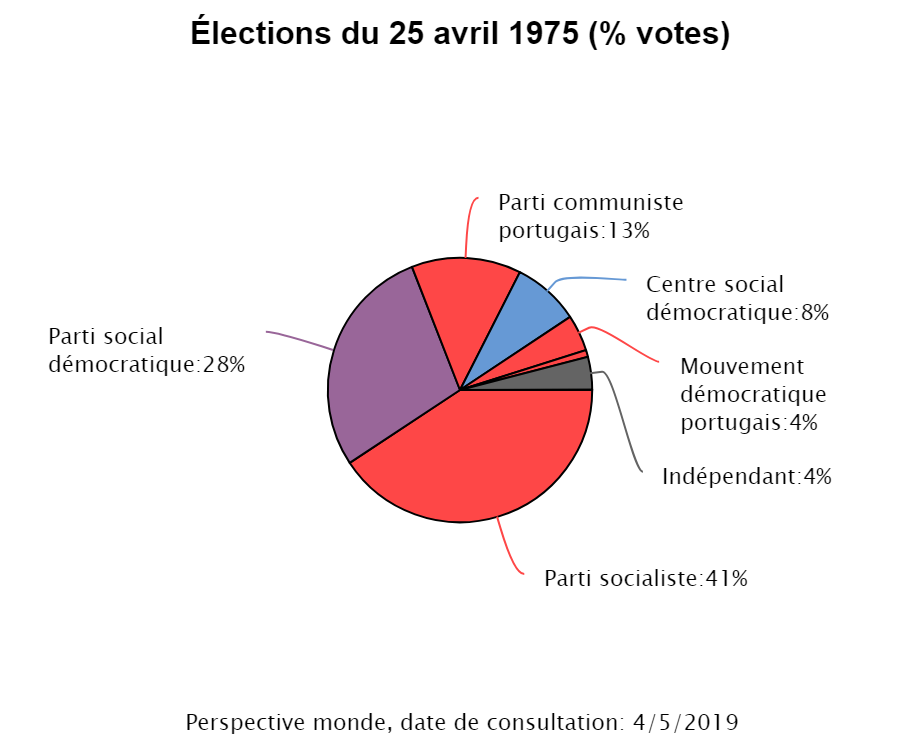 Élections du 25 avril 1975 (% votes)
Parti communiste
portugais:13%
Centre social
démocratique:8%
Parti social
démocratique:28%
Mouvement
démocratique
portugais:4%
Indépendant:4%
Parti socialiste:41%
Perspective monde, date de consultation: 4/5/2019